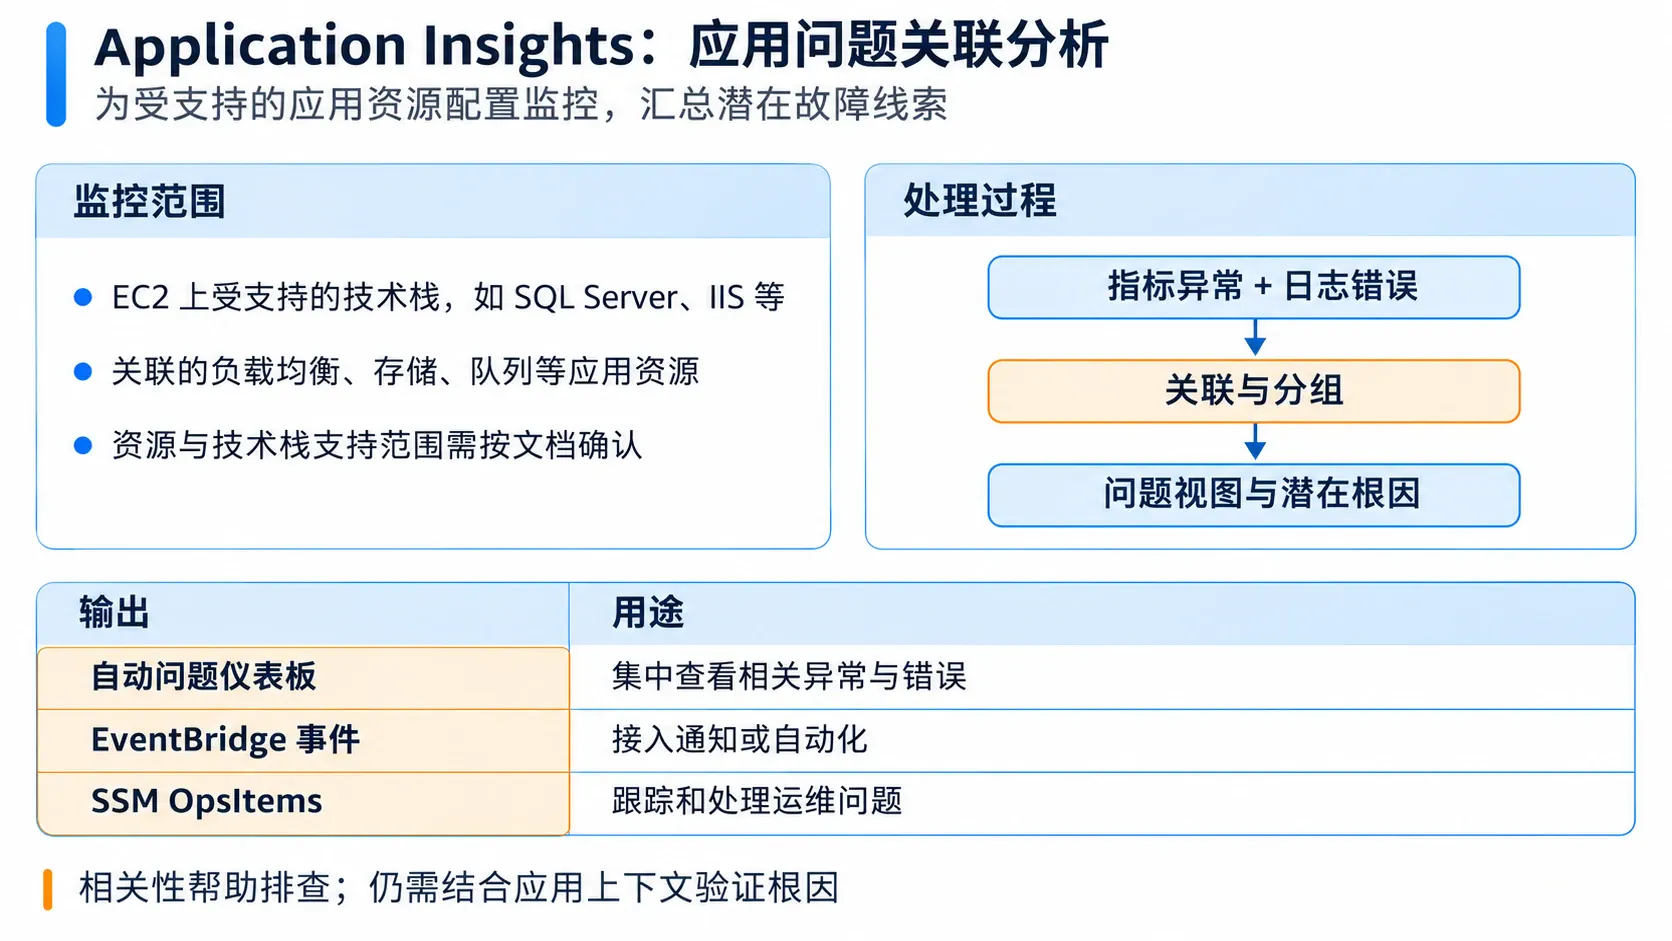 Application Insights：应用问题关联分析
为受支持的应用资源配置监控，汇总潜在故障线索
监控范围
EC2 上受支持的技术栈，如 SQL Server、IIS 等
关联的负载均衡、存储、队列等应用资源
资源与技术栈支持范围需按文档确认
处理过程
指标异常 + 日志错误
关联与分组
问题视图与潜在根因
输出 用途
自动问题仪表板 集中查看相关异常与错误
EventBridge 事件 接入通知或自动化
SSM OpsItems 跟踪和处理运维问题
相关性帮助排查；仍需结合应用上下文验证根因